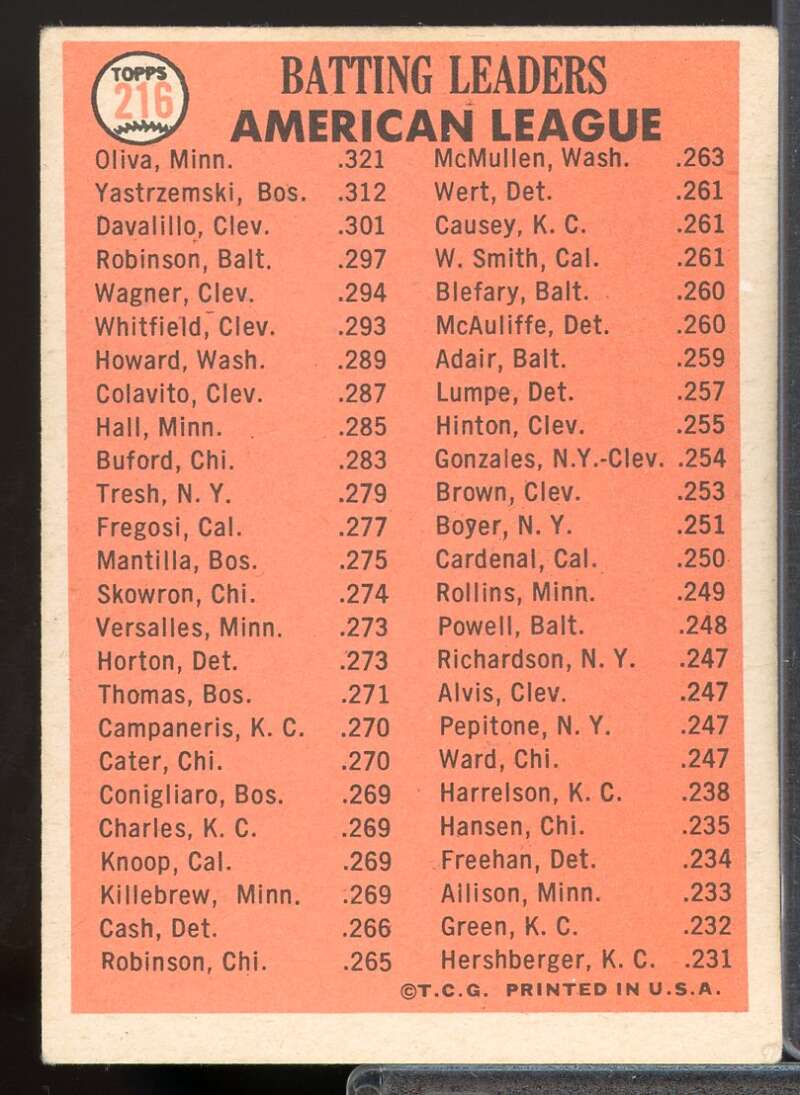 TOPPS
216
BATTING LEADERS
AMERICAN LEAGUE
Oliva, Minn. .321
Yastrzemski, Bos. .312
Davalillo, Clev. .301
Robinson, Balt. .297
Wagner, Clev. .294
Whitfield, Clev. .293
Howard, Wash. .289
Colavito, Clev. .287
Hall, Minn. .285
Buford, Chi. .283
Tresh, N. Y. .279
Fregosi, Cal. .277
Mantilla, Bos. .275
Skowron, Chi. .274
Versalles, Minn. .273
Horton, Det. .273
Thomas, Bos. .271
Campaneris, K. C. .270
Cater, Chi. .270
Conigliaro, Bos. .269
Charles, K. C. .269
Knoop, Cal. .269
Killebrew, Minn. .269
Cash, Det. .266
Robinson, Chi. .265
McMullen, Wash. .263
Wert, Det. .261
Causey, K. C. .261
W. Smith, Cal. .261
Blefary, Balt. .260
McAuliffe, Det. .260
Adair, Balt. .259
Lumpe, Det. .257
Hinton, Clev. .255
Gonzales, N.Y.-Clev. .254
Brown, Clev. .253
Boyer, N. Y. .251
Cardenal, Cal. .250
Rollins, Minn. .249
Powell, Balt. .248
Richardson, N. Y. .247
Alvis, Clev. .247
Pepitone, N. Y. .247
Ward, Chi. .247
Harrelson, K. C. .238
Hansen, Chi. .235
Freehan, Det. .234
Allison, Minn. .233
Green, K. C. .232
Hershberger, K. C. .231
©T.C.G. PRINTED IN U.S.A.